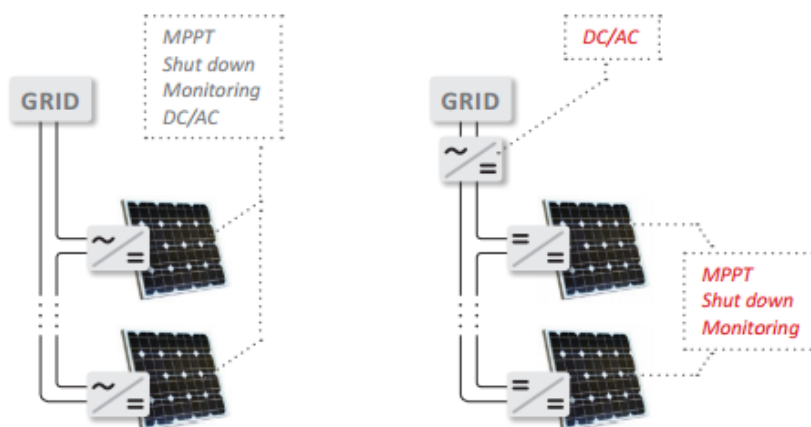 MPPT
Shut down
Monitoring
DC/AC
GRID
DC/AC
GRID
MPPT
Shut down
Monitoring